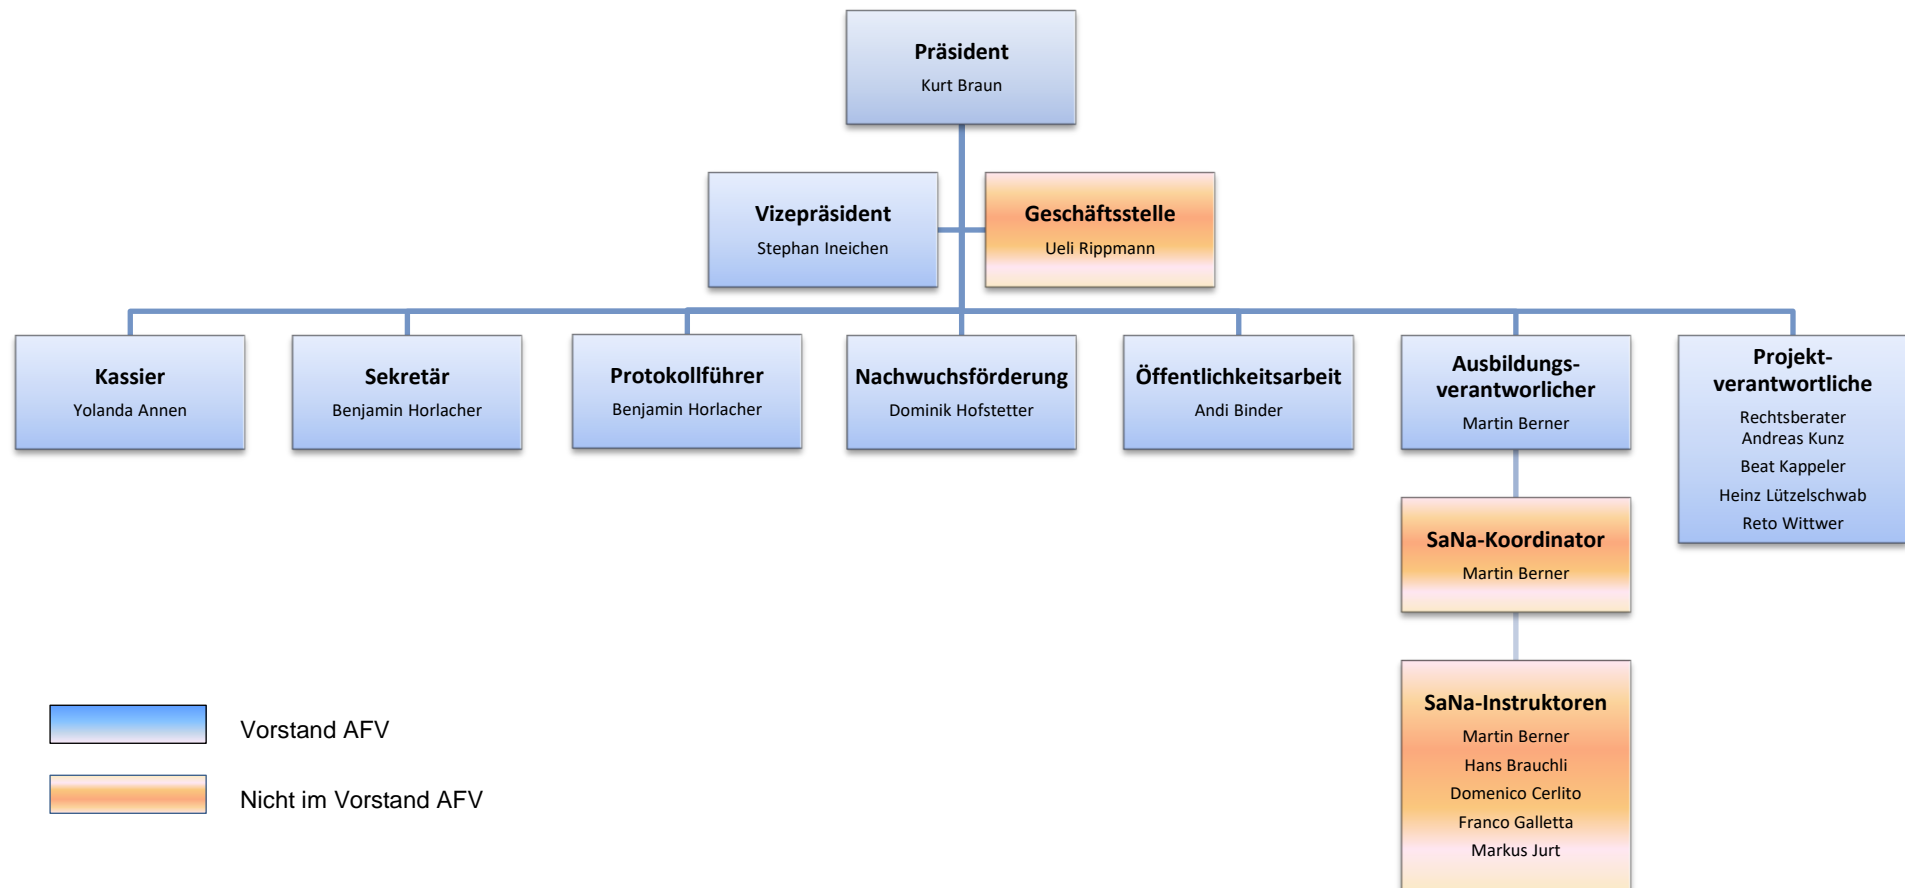 Präsident
Kurt Braun
Vizepräsident
Stephan Ineichen
Geschäftsstelle
Ueli Rippmann
Kassier
Yolanda Annen
Sekretär
Benjamin Horlacher
Protokollführer
Benjamin Horlacher
Nachwuchsförderung
Dominik Hofstetter
Öffentlichkeitsarbeit
Andi Binder
Ausbildungs-
verantworlicher
Martin Berner
Projekt-
verantwortliche
Rechtsberater
Andreas Kunz
Beat Kappeler
Heinz Lützelschwab
Reto Wittwer
SaNa-Koordinator
Martin Berner
SaNa-Instruktoren
Martin Berner
Hans Brauchli
Domenico Cerlito
Franco Galletta
Markus Jurt
Vorstand AFV
Nicht im Vorstand AFV